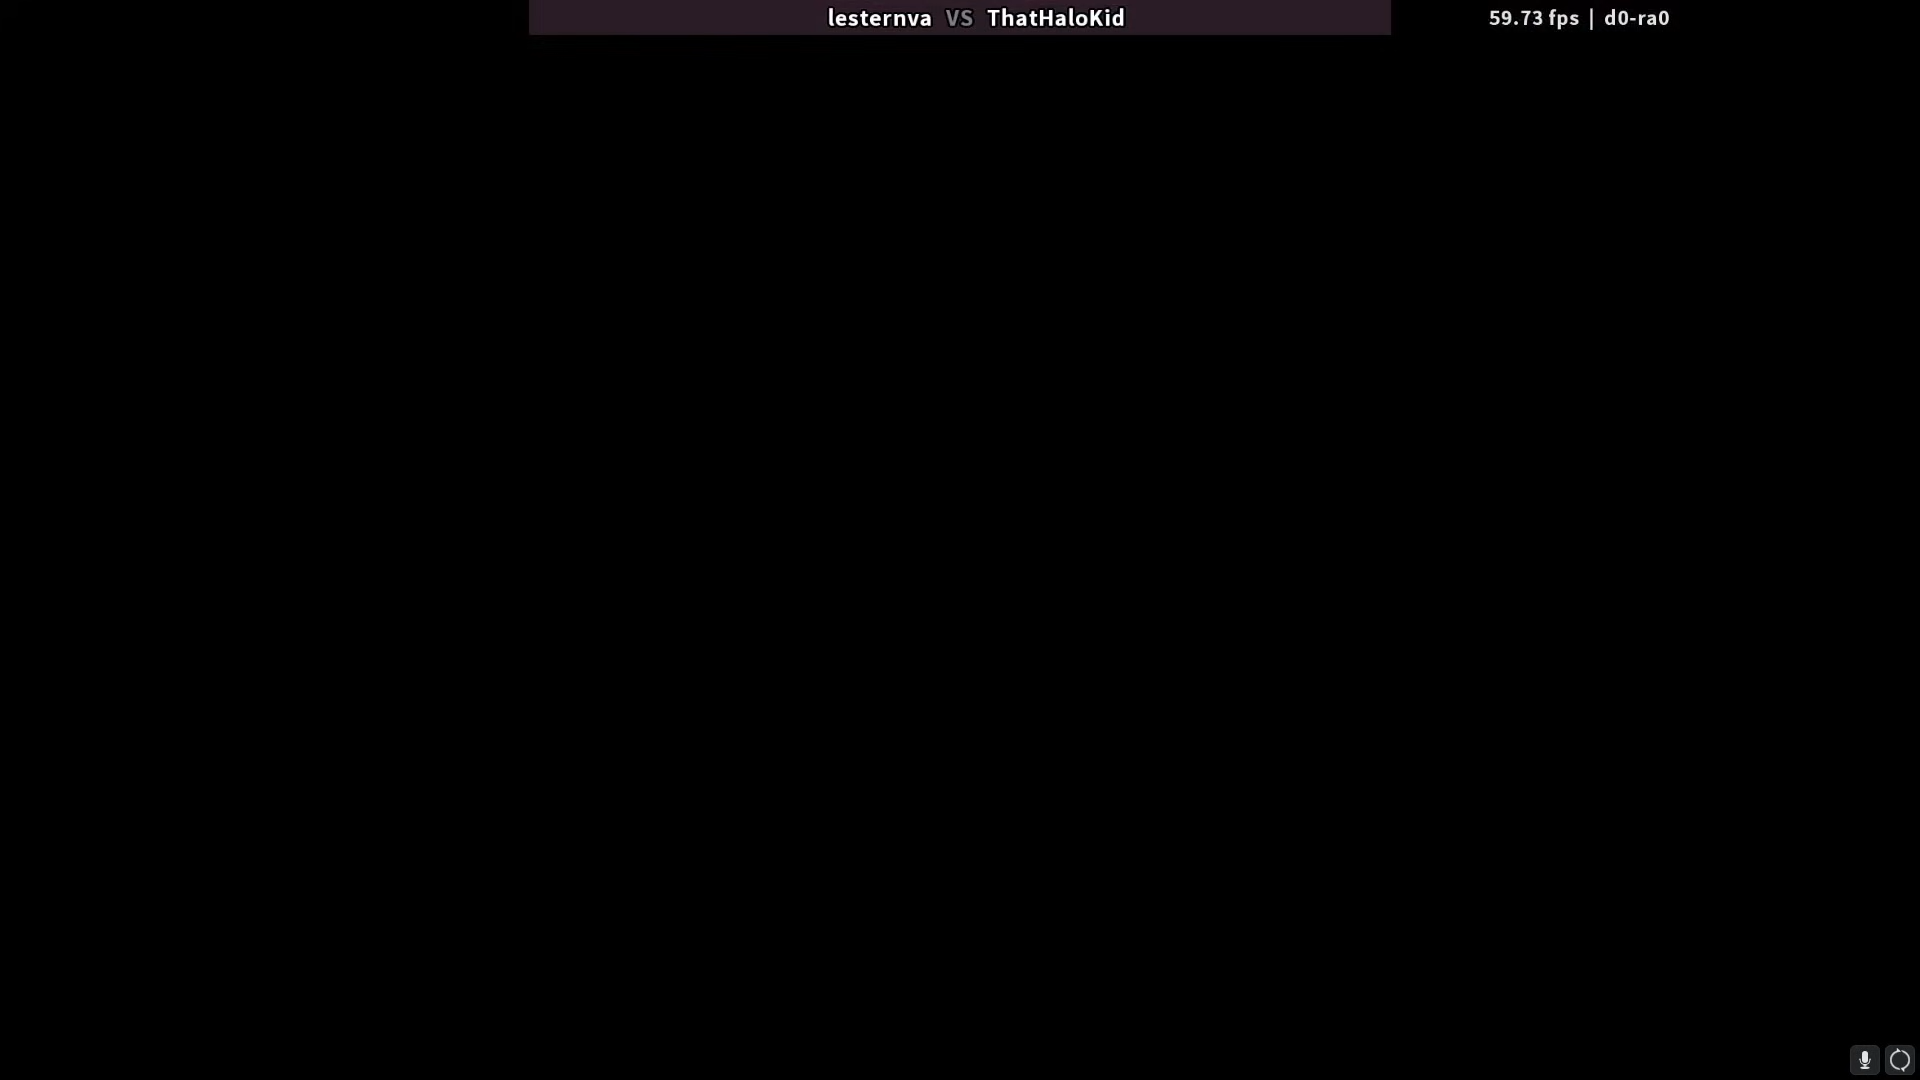 lesternva VS ThatHaloKid
59.73 fps | d0-ra0